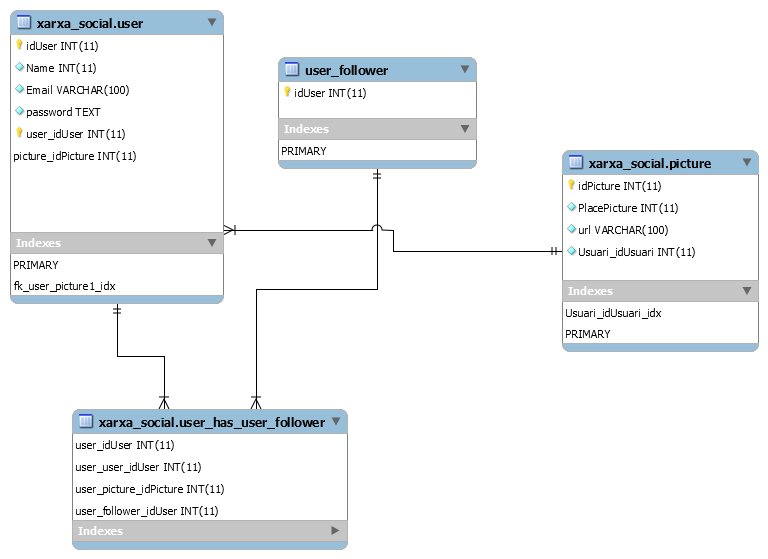 xarxa_social.user
idUser INT(11)
Name INT(11)
Email VARCHAR(100)
password TEXT
user_idUser INT(11)
picture_idPicture INT(11)
Indexes
PRIMARY
fk_user_picture1_idx
user_follower
idUser INT(11)
Indexes
PRIMARY
xarxa_social.picture
idPicture INT(11)
PlacePicture INT(11)
url VARCHAR(100)
Usuari_idUsuari INT(11)
Indexes
Usuari_idUsuari_idx
PRIMARY
xarxa_social.user_has_user_follower
user_idUser INT(11)
user_user_idUser INT(11)
user_picture_idPicture INT(11)
user_follower_idUser INT(11)
Indexes